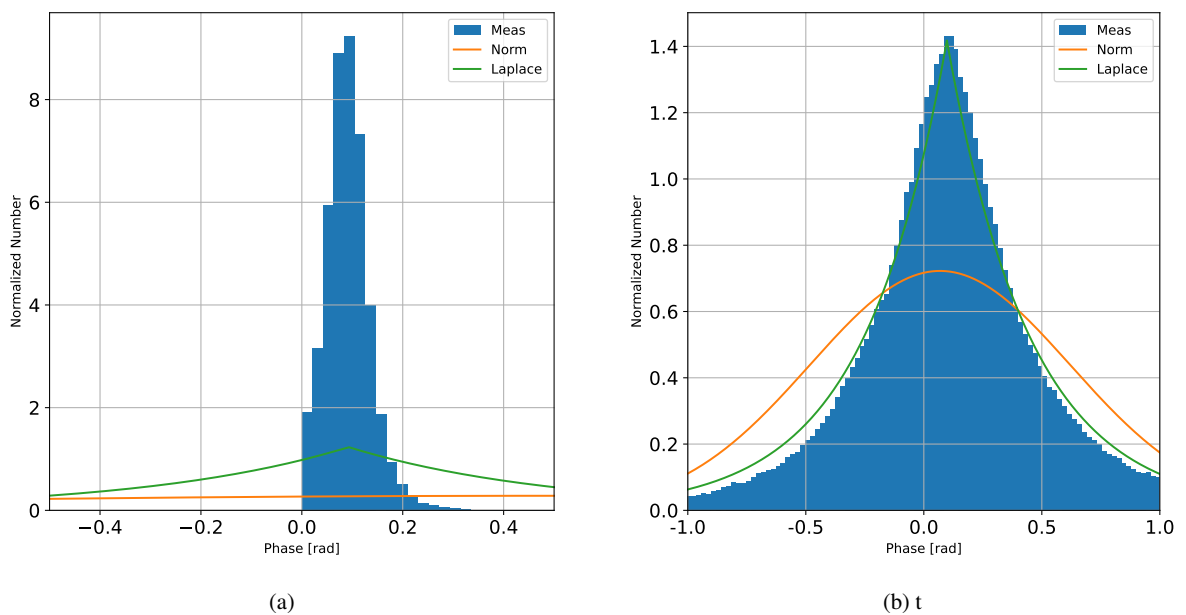 Meas
Norm
Laplace
8
6
4
2
0
Normalized Number
−0.4
−0.2
0.0
0.2
0.4
Phase [rad]
(a)
Meas
Norm
Laplace
1.4
1.2
1.0
0.8
0.6
0.4
0.2
0.0
Normalized Number
-1.0
-0.5
0.0
0.5
1.0
Phase [rad]
(b) t